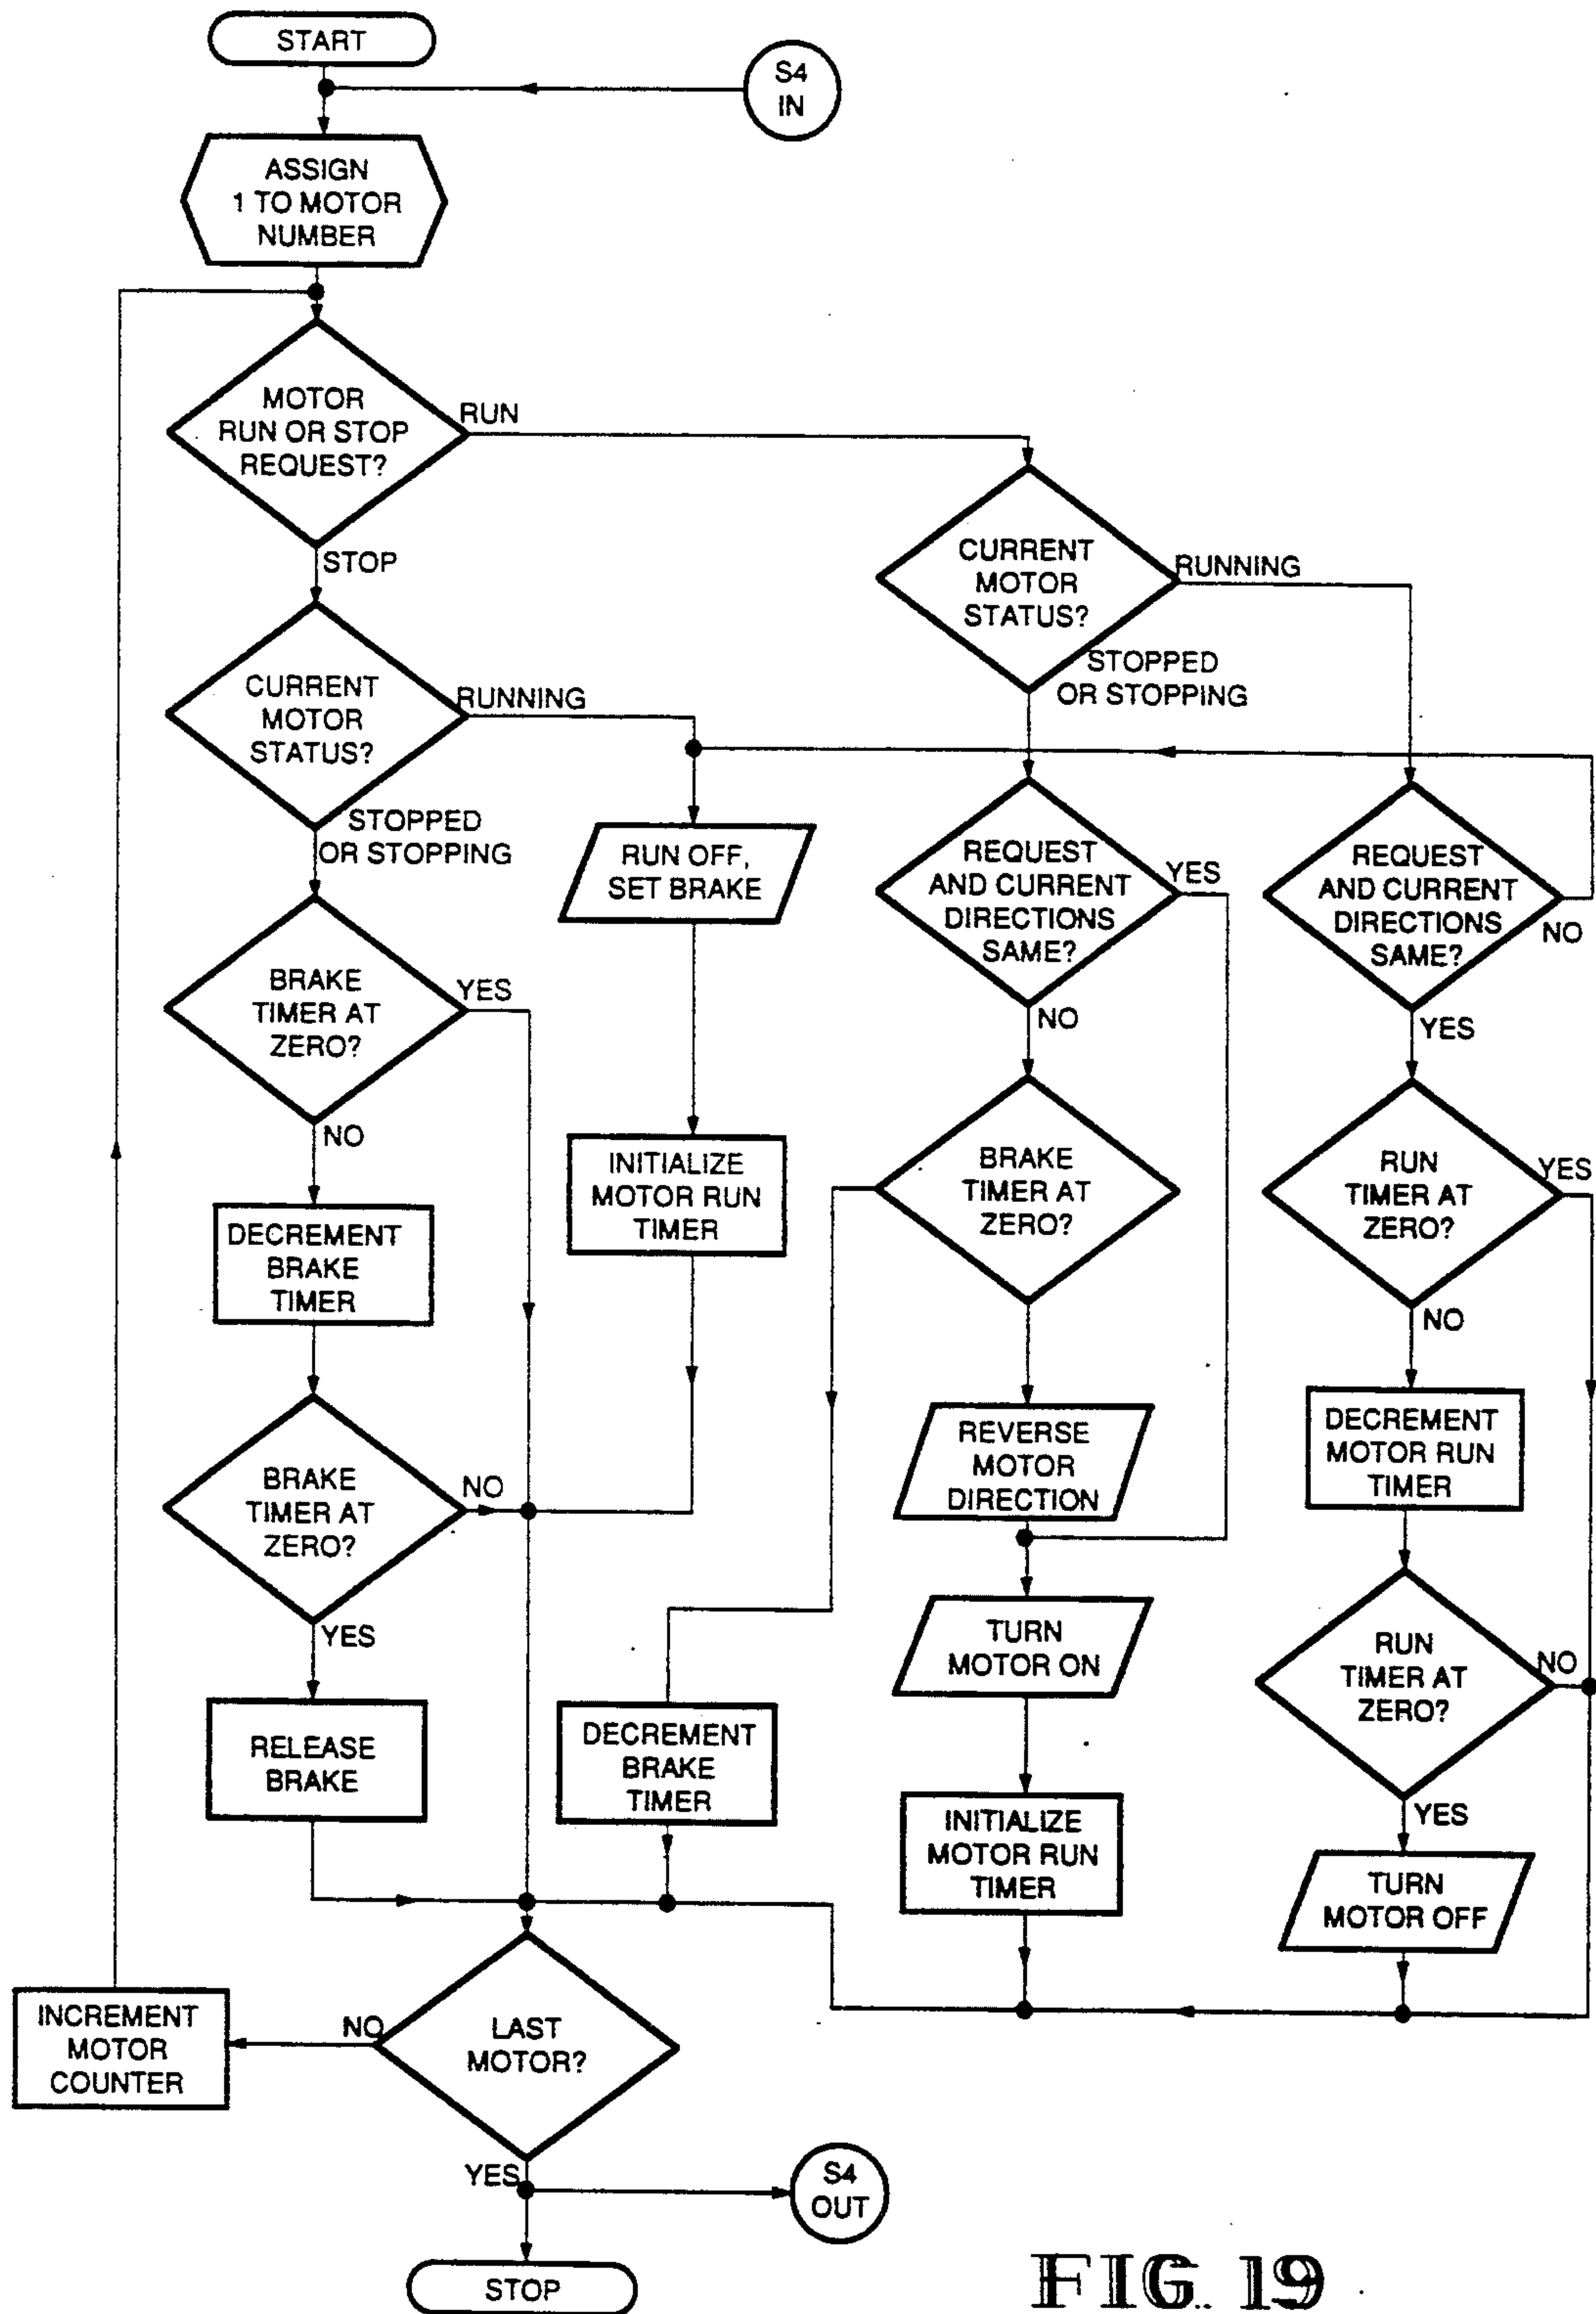 START
S4
IN
ASSIGN
1 TO MOTOR
NUMBER
MOTOR
RUN OR STOP
REQUEST?
RUN
STOP
CURRENT
MOTOR
STATUS?
RUNNING
STOPPED
OR STOPPING
CURRENT
MOTOR
STATUS?
RUNNING
STOPPED
OR STOPPING
RUN OFF,
SET BRAKE
REQUEST
AND CURRENT
DIRECTIONS
SAME?
YES
NO
REQUEST
AND CURRENT
DIRECTIONS
SAME?
NO
YES
BRAKE
TIMER AT
ZERO?
YES
NO
INITIALIZE
MOTOR RUN
TIMER
BRAKE
TIMER AT
ZERO?
RUN
TIMER AT
ZERO?
YES
NO
DECREMENT
BRAKE
TIMER
REVERSE
MOTOR
DIRECTION
DECREMENT
MOTOR RUN
TIMER
BRAKE
TIMER AT
ZERO?
NO
YES
TURN
MOTOR ON
RUN
TIMER AT
ZERO?
NO
YES
RELEASE
BRAKE
DECREMENT
BRAKE
TIMER
INITIALIZE
MOTOR RUN
TIMER
TURN
MOTOR OFF
INCREMENT
MOTOR
COUNTER
NO
LAST
MOTOR?
YES
S4
OUT
STOP
FIG. 19